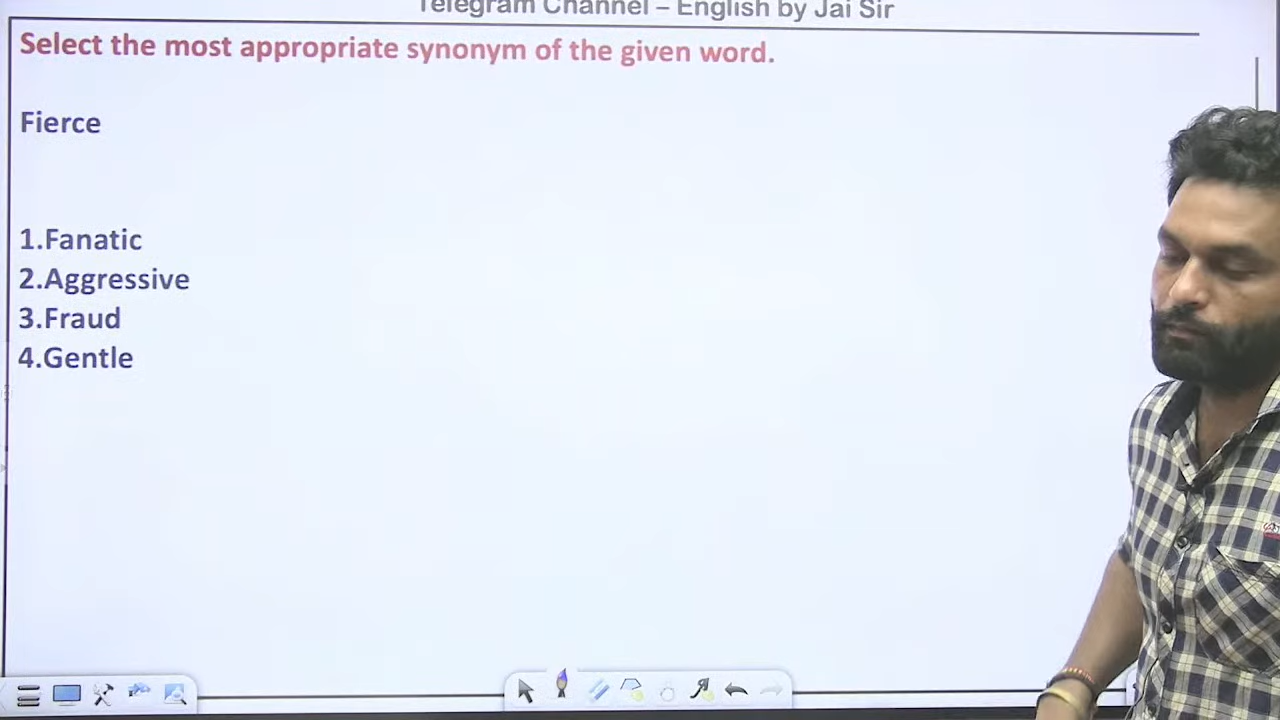 Telegram Channel – English by Jai Sir
Select the most appropriate synonym of the given word.
Fierce
1.Fanatic
2.Aggressive
3.Fraud
4.Gentle